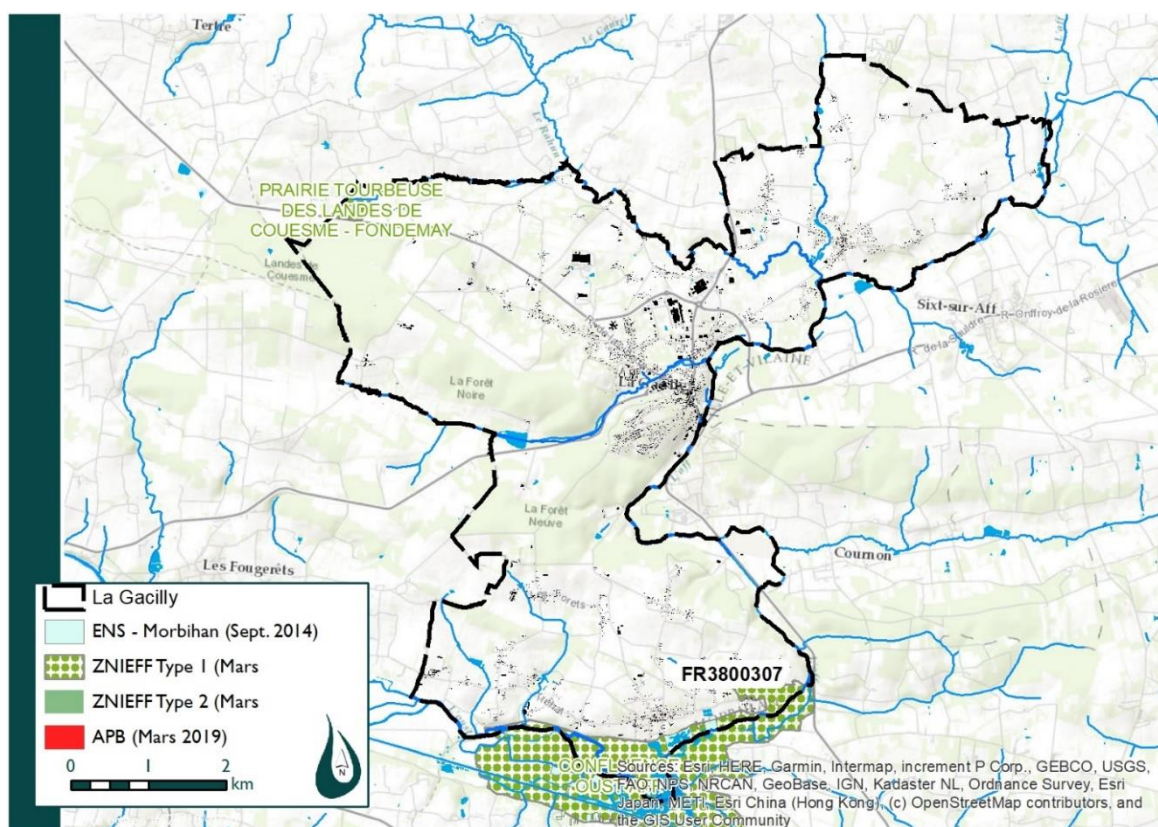 Tertre
PRAIRIE TOURBEUSE
DES LANDES DE
COUESME - FONDEMAY
Landes de
Couesme
Sixt-sur-Aff
La Forêt
Noire
La Forêt
Neuve
Cournon
Les Fougerêts
FR3800307
La Gacilly
ENS - Morbihan (Sept. 2014)
ZNIEFF Type 1 (Mars
ZNIEFF Type 2 (Mars
APB (Mars 2019)
0 1 2
km
N
Sources: Esri, HERE, Garmin, Intermap, increment P Corp., GEBCO, USGS,
FAO, NPS, NRCAN, GeoBase, IGN, Kadaster NL, Ordnance Survey, Esri
Japan, METI, Esri China (Hong Kong), (c) OpenStreetMap contributors, and
the GIS User Community